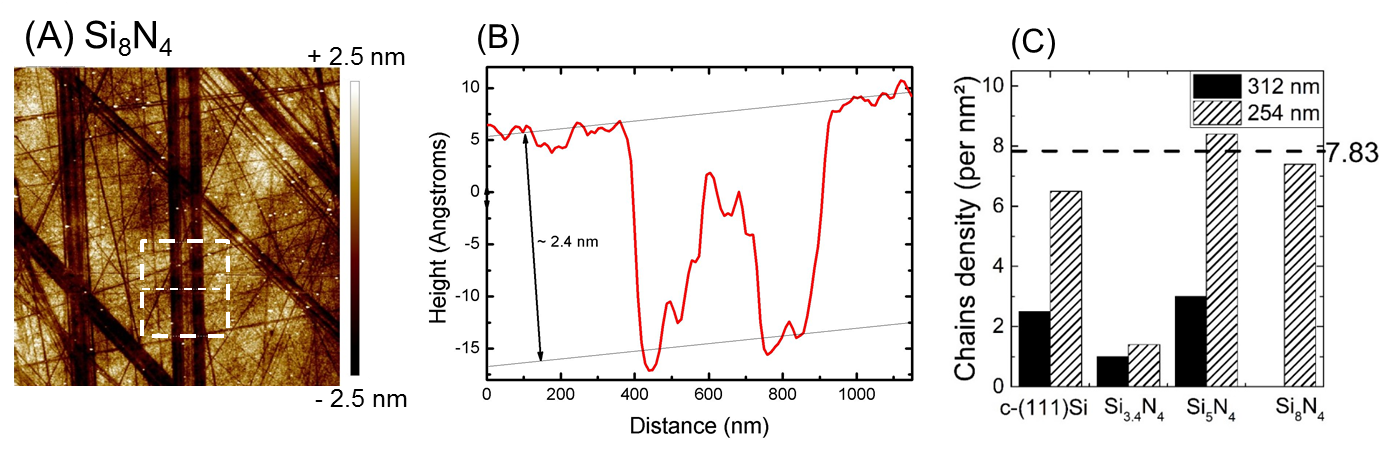 (A) Si₈N₄
+ 2.5 nm
- 2.5 nm
(B)
Height (Angstroms)
10
5
0
-5
-10
-15
~ 2.4 nm
0 200 400 600 800 1000
Distance (nm)
(C)
Chains density (per nm²)
10
8
6
4
2
0
312 nm
254 nm
7.83
c-(111)Si Si₃.₄N₄ Si₅N₄ Si₈N₄